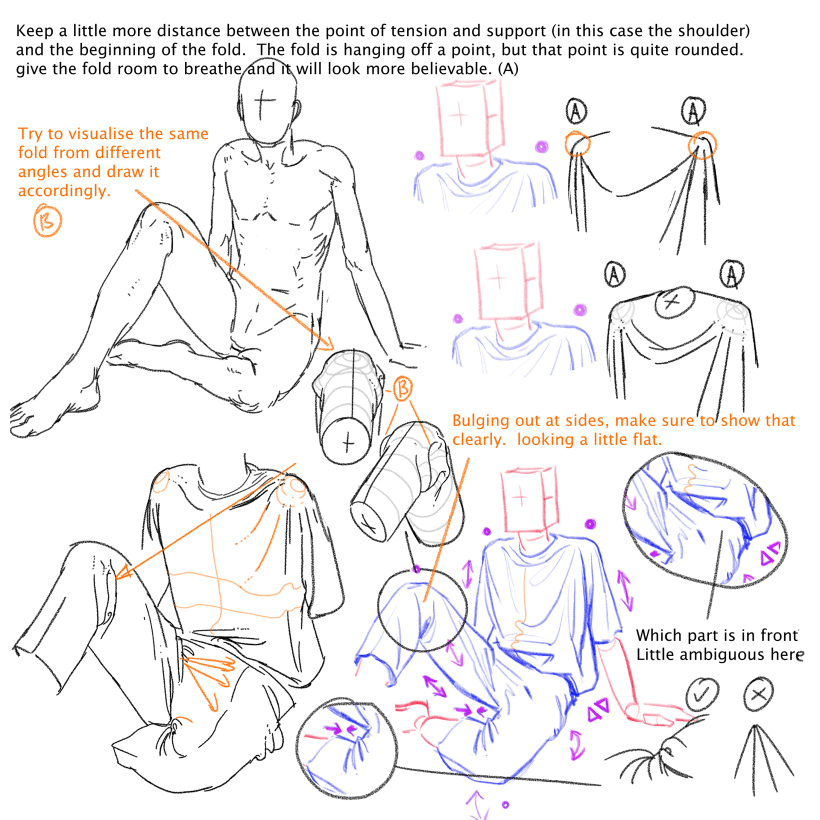 Keep a little more distance between the point of tension and support (in this case the shoulder)
and the beginning of the fold.  The fold is hanging off a point, but that point is quite rounded.
give the fold room to breathe and it will look more believable. (A)
Try to visualise the same
fold from different
angles and draw it
accordingly.
B
A A
A A
B
Bulging out at sides, make sure to show that
clearly.  looking a little flat.
Which part is in front
Little ambiguous here